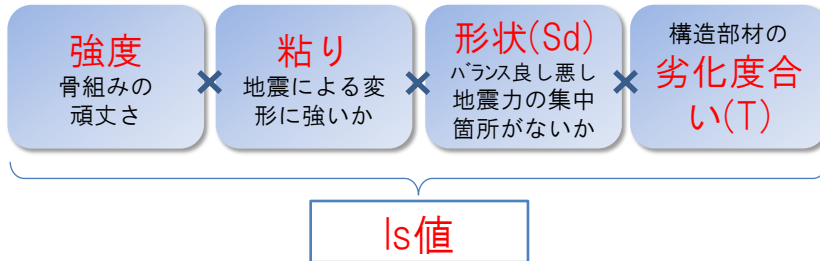 強度
骨組みの
頑丈さ
×
粘り
地震による変
形に強いか
×
形状(Sd)
バランス良し悪し
地震力の集中
箇所がないか
×
構造部材の
劣化度合
い(T)
Is値